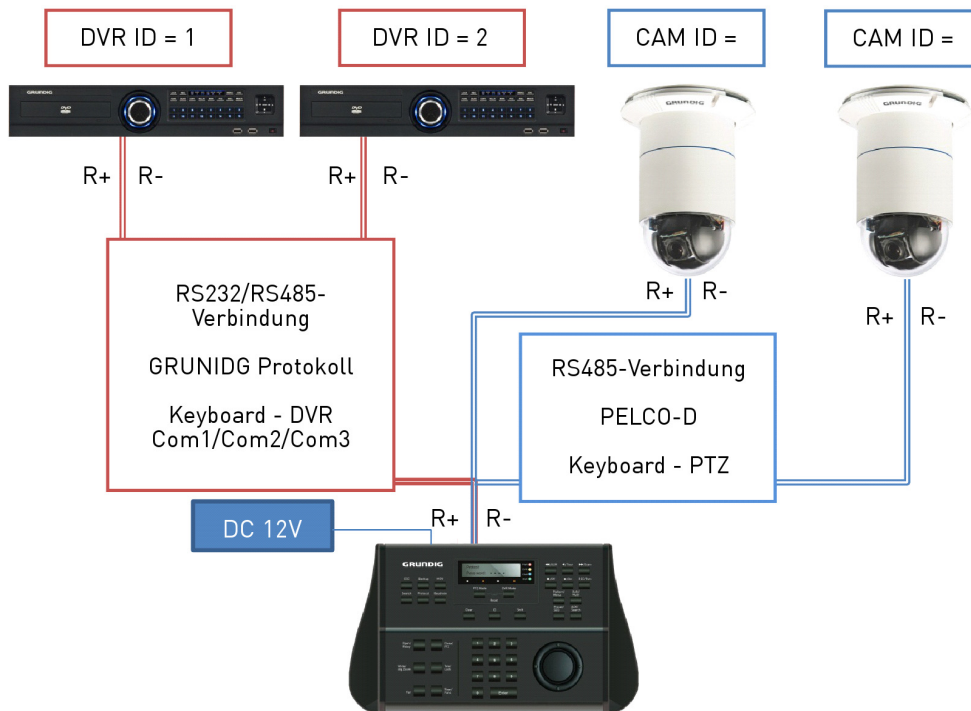 DVR ID = 1
DVR ID = 2
CAM ID =
CAM ID =
GRUNDIG
GRUNDIG
GRUNDIG
GRUNDIG
R+ R-
R+ R-
R+ R-
R+ R-
RS232/RS485-
Verbindung
GRUNIDG Protokoll
Keyboard - DVR
Com1/Com2/Com3
RS485-Verbindung
PELCO-D
Keyboard - PTZ
DC 12V
R+ R-
GRUNDIG
Enter